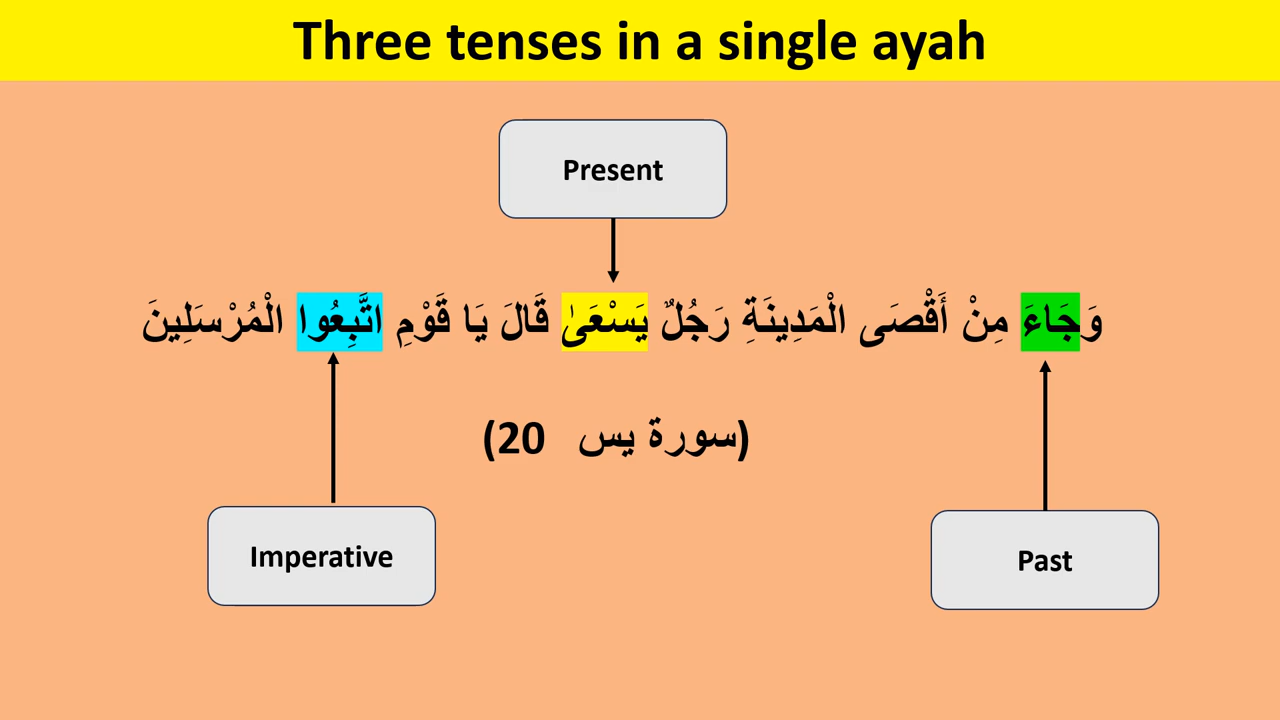 Three tenses in a single ayah
Present
وَجَاءَ مِنْ أَقْصَى الْمَدِينَةِ رَجُلٌ يَسْعَىٰ قَالَ يَا قَوْمِ اتَّبِعُوا الْمُرْسَلِينَ
(سورة يس 20)
Imperative
Past